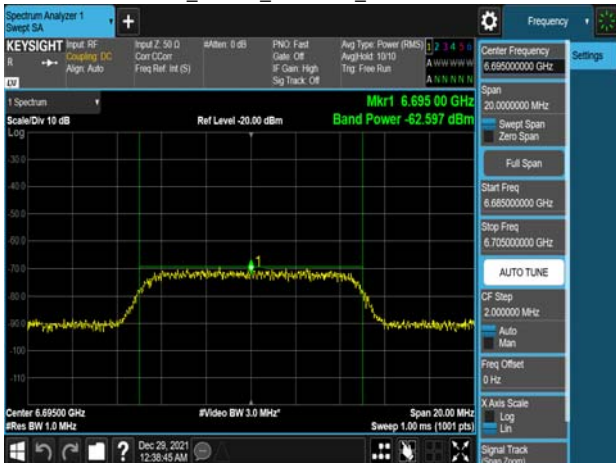 Spectrum Analyzer 1
Swept SA
+
Frequency
KEYSIGHT
Input: RF
Coupling: DC
Align: Auto
Input Z: 50 Ω
Corr CCorr
Freq Ref: Int (S)
#Atten: 0 dB
PNO: Fast
Gate: Off
IF Gain: High
Sig Track: Off
Avg Type: Power (RMS)
Avg|Hold: 10/10
Trig: Free Run
1 2 3 4 5 6
A W W W W W
A N N N N N
R
LXI
1 Spectrum
Scale/Div 10 dB
Ref Level -20.00 dBm
Mkr1 6.695 00 GHz
Band Power -62.597 dBm
Log
-30.0
-40.0
-50.0
-60.0
-70.0
-80.0
-90.0
-100
-110
1
Center 6.69500 GHz
#Res BW 1.0 MHz
#Video BW 3.0 MHz*
Span 20.00 MHz
Sweep 1.00 ms (1001 pts)
?
Dec 29, 2021
12:38:45 AM
Center Frequency
6.695000000 GHz
Settings
Span
20.0000000 MHz
Swept Span
Zero Span
Full Span
Start Freq
6.685000000 GHz
Stop Freq
6.705000000 GHz
AUTO TUNE
CF Step
2.000000 MHz
Auto
Man
Freq Offset
0 Hz
X Axis Scale
Log
Lin
Signal Track
(Span Zoom)